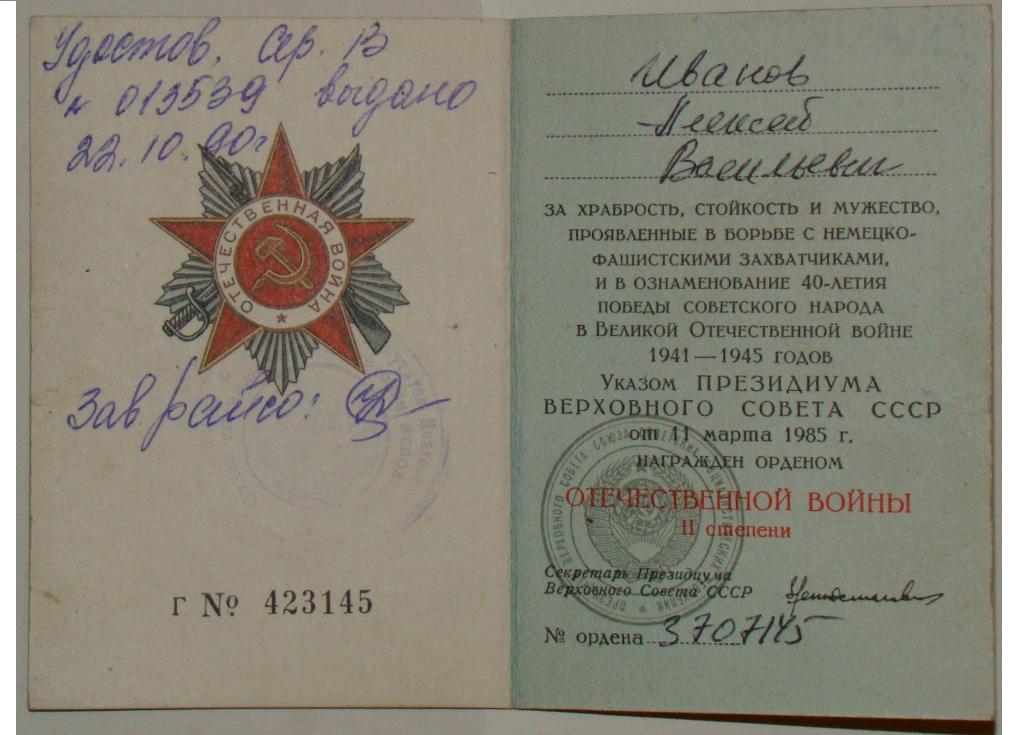 Удостов. Сер. В
№ 013539 выдано
22.10.90г
ОТЕЧЕСТВЕННАЯ ВОЙНА
Зав. райсо:
Г № 423145
Иванов
Алексей
Васильевич
ЗА ХРАБРОСТЬ, СТОЙКОСТЬ И МУЖЕСТВО,
ПРОЯВЛЕННЫЕ В БОРЬБЕ С НЕМЕЦКО-
ФАШИСТСКИМИ ЗАХВАТЧИКАМИ,
И В ОЗНАМЕНОВАНИЕ 40-ЛЕТИЯ
ПОБЕДЫ СОВЕТСКОГО НАРОДА
В ВЕЛИКОЙ ОТЕЧЕСТВЕННОЙ ВОЙНЕ
1941—1945 ГОДОВ
УКАЗОМ ПРЕЗИДИУМА
ВЕРХОВНОГО СОВЕТА СССР
от 11 марта 1985 г.
НАГРАЖДЕН ОРДЕНОМ
ОТЕЧЕСТВЕННОЙ ВОЙНЫ
II степени
Секретарь Президиума
Верховного Совета СССР
№ ордена 3707145